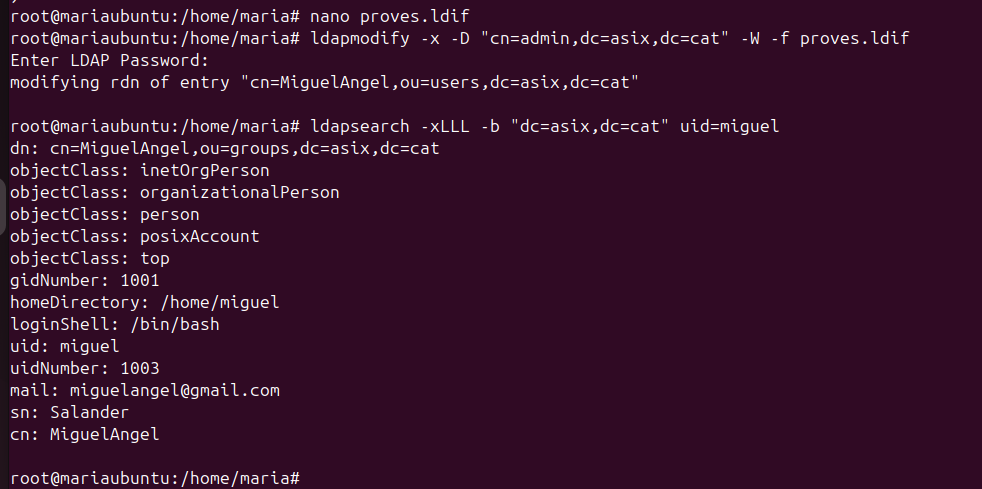 root@mariaubuntu:/home/maria# nano proves.ldif
root@mariaubuntu:/home/maria# ldapmodify -x -D "cn=admin,dc=asix,dc=cat" -W -f proves.ldif
Enter LDAP Password:
modifying rdn of entry "cn=MiguelAngel,ou=users,dc=asix,dc=cat"
root@mariaubuntu:/home/maria# ldapsearch -xLLL -b "dc=asix,dc=cat" uid=miguel
dn: cn=MiguelAngel,ou=groups,dc=asix,dc=cat
objectClass: inetOrgPerson
objectClass: organizationalPerson
objectClass: person
objectClass: posixAccount
objectClass: top
gidNumber: 1001
homeDirectory: /home/miguel
loginShell: /bin/bash
uid: miguel
uidNumber: 1003
mail: miguelangel@gmail.com
sn: Salander
cn: MiguelAngel
root@mariaubuntu:/home/maria#